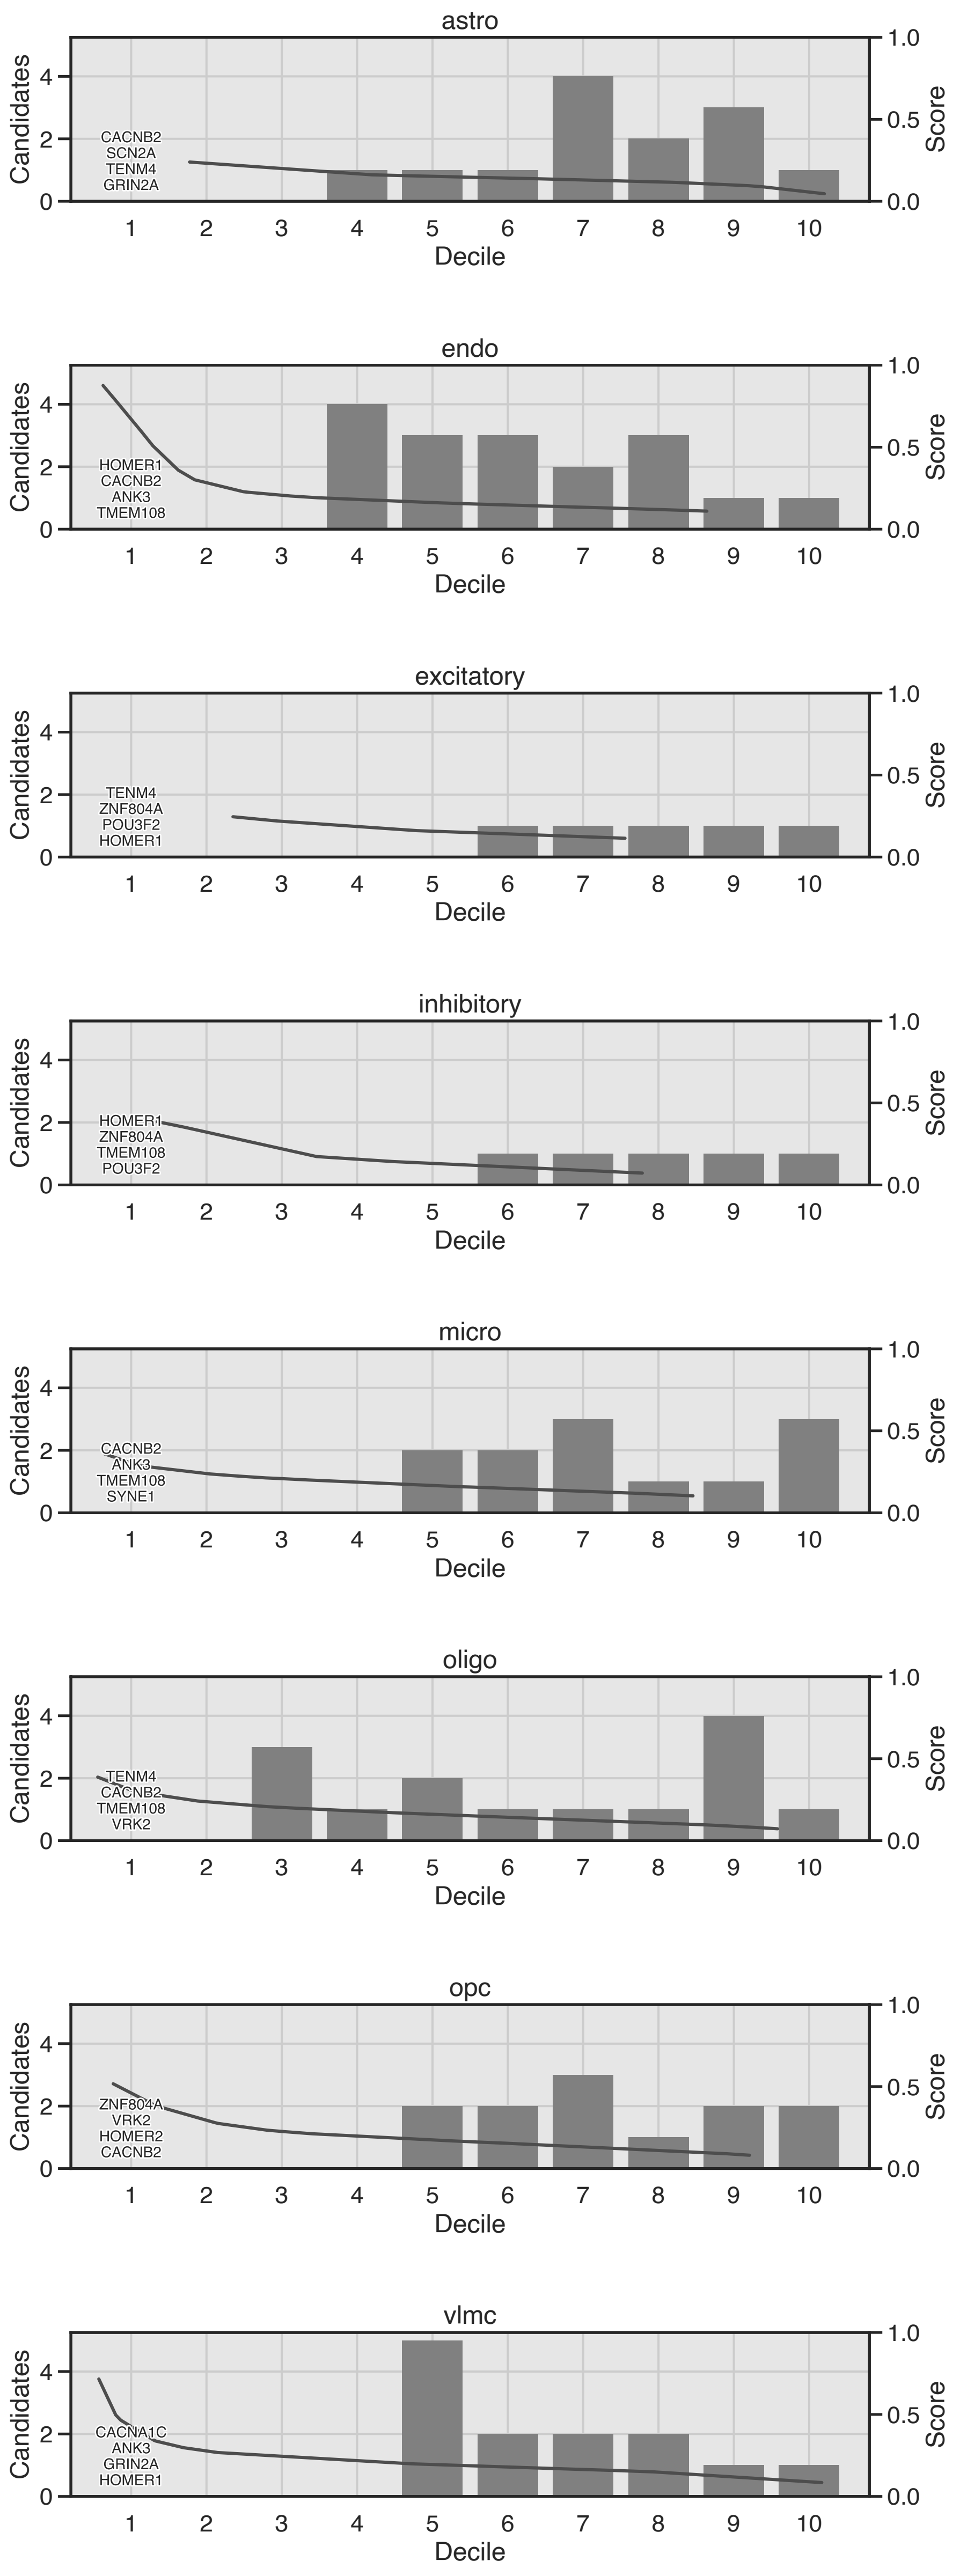 astro
Candidates
4
2
0
CACNB2
SCN2A
TENM4
GRIN2A
1.0
0.5
0.0
Score
1 2 3 4 5 6 7 8 9 10
Decile
endo
Candidates
4
2
0
HOMER1
CACNB2
ANK3
TMEM108
1.0
0.5
0.0
Score
1 2 3 4 5 6 7 8 9 10
Decile
excitatory
Candidates
4
2
0
TENM4
ZNF804A
POU3F2
HOMER1
1.0
0.5
0.0
Score
1 2 3 4 5 6 7 8 9 10
Decile
inhibitory
Candidates
4
2
0
HOMER1
ZNF804A
TMEM108
POU3F2
1.0
0.5
0.0
Score
1 2 3 4 5 6 7 8 9 10
Decile
micro
Candidates
4
2
0
CACNB2
ANK3
TMEM108
SYNE1
1.0
0.5
0.0
Score
1 2 3 4 5 6 7 8 9 10
Decile
oligo
Candidates
4
2
0
TENM4
CACNB2
TMEM108
VRK2
1.0
0.5
0.0
Score
1 2 3 4 5 6 7 8 9 10
Decile
opc
Candidates
4
2
0
ZNF804A
VRK2
HOMER2
CACNB2
1.0
0.5
0.0
Score
1 2 3 4 5 6 7 8 9 10
Decile
vlmc
Candidates
4
2
0
CACNA1C
ANK3
GRIN2A
HOMER1
1.0
0.5
0.0
Score
1 2 3 4 5 6 7 8 9 10
Decile